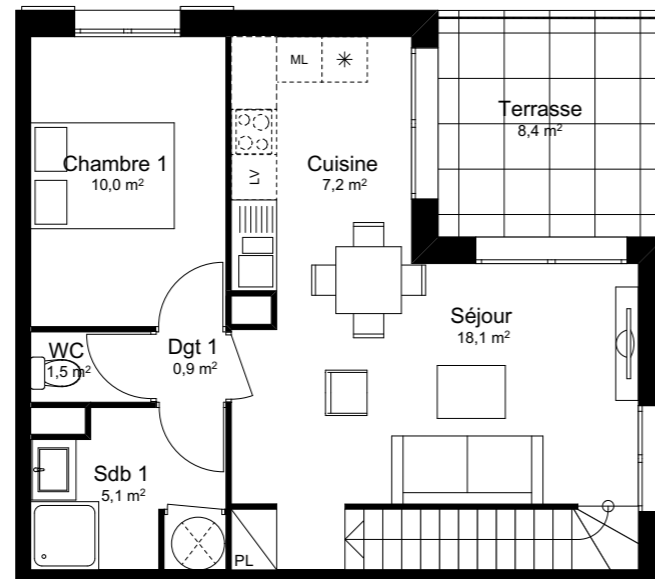 ML
Terrasse
8,4 m²
Chambre 1
10,0 m²
Cuisine
7,2 m²
LV
Séjour
18,1 m²
WC
1,5 m²
Dgt 1
0,9 m²
Sdb 1
5,1 m²
PL